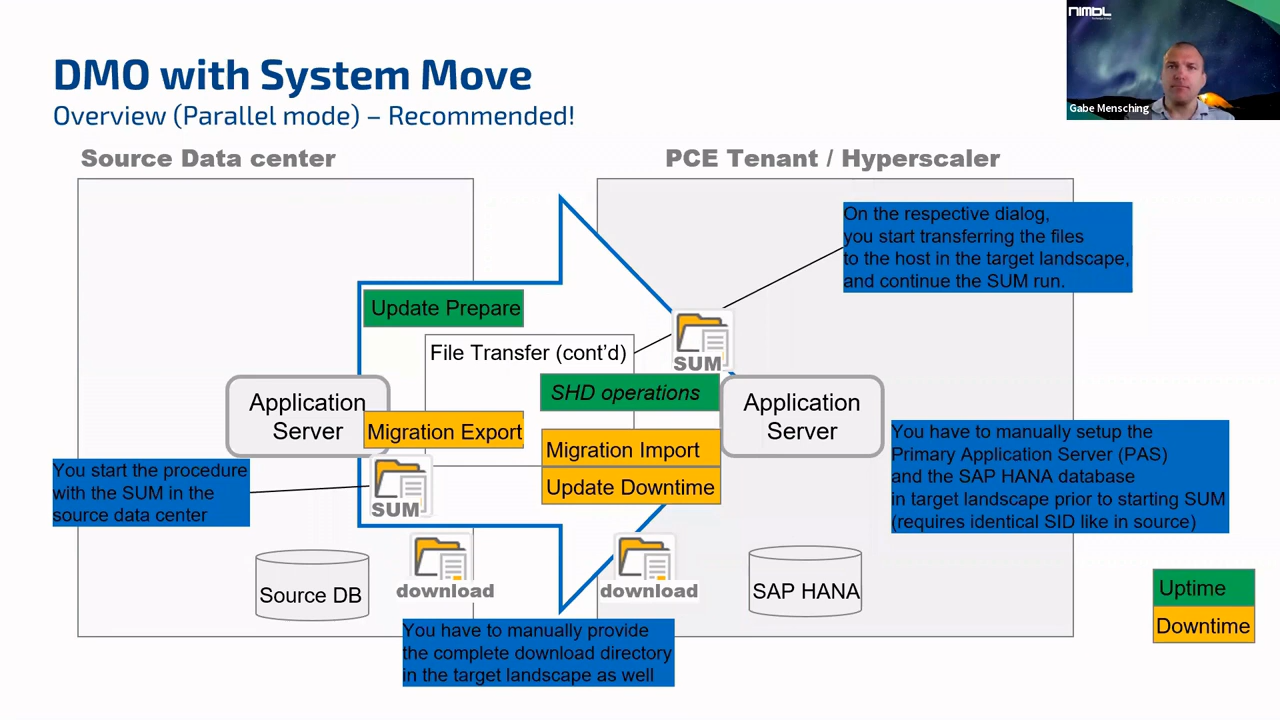 NIMBL
Gabe Mensching
DMO with System Move
Overview (Parallel mode) – Recommended!
Source Data center
PCE Tenant / Hyperscaler
On the respective dialog,
you start transferring the files
to the host in the target landscape,
and continue the SUM run.
Update Prepare
File Transfer (cont’d)
SUM
SHD operations
Application
Server
Application
Server
Migration Export
Migration Import
Update Downtime
You start the procedure
with the SUM in the
source data center
SUM
You have to manually setup the
Primary Application Server (PAS)
and the SAP HANA database
in target landscape prior to starting SUM
(requires identical SID like in source)
Source DB
download
download
SAP HANA
You have to manually provide
the complete download directory
in the target landscape as well
Uptime
Downtime